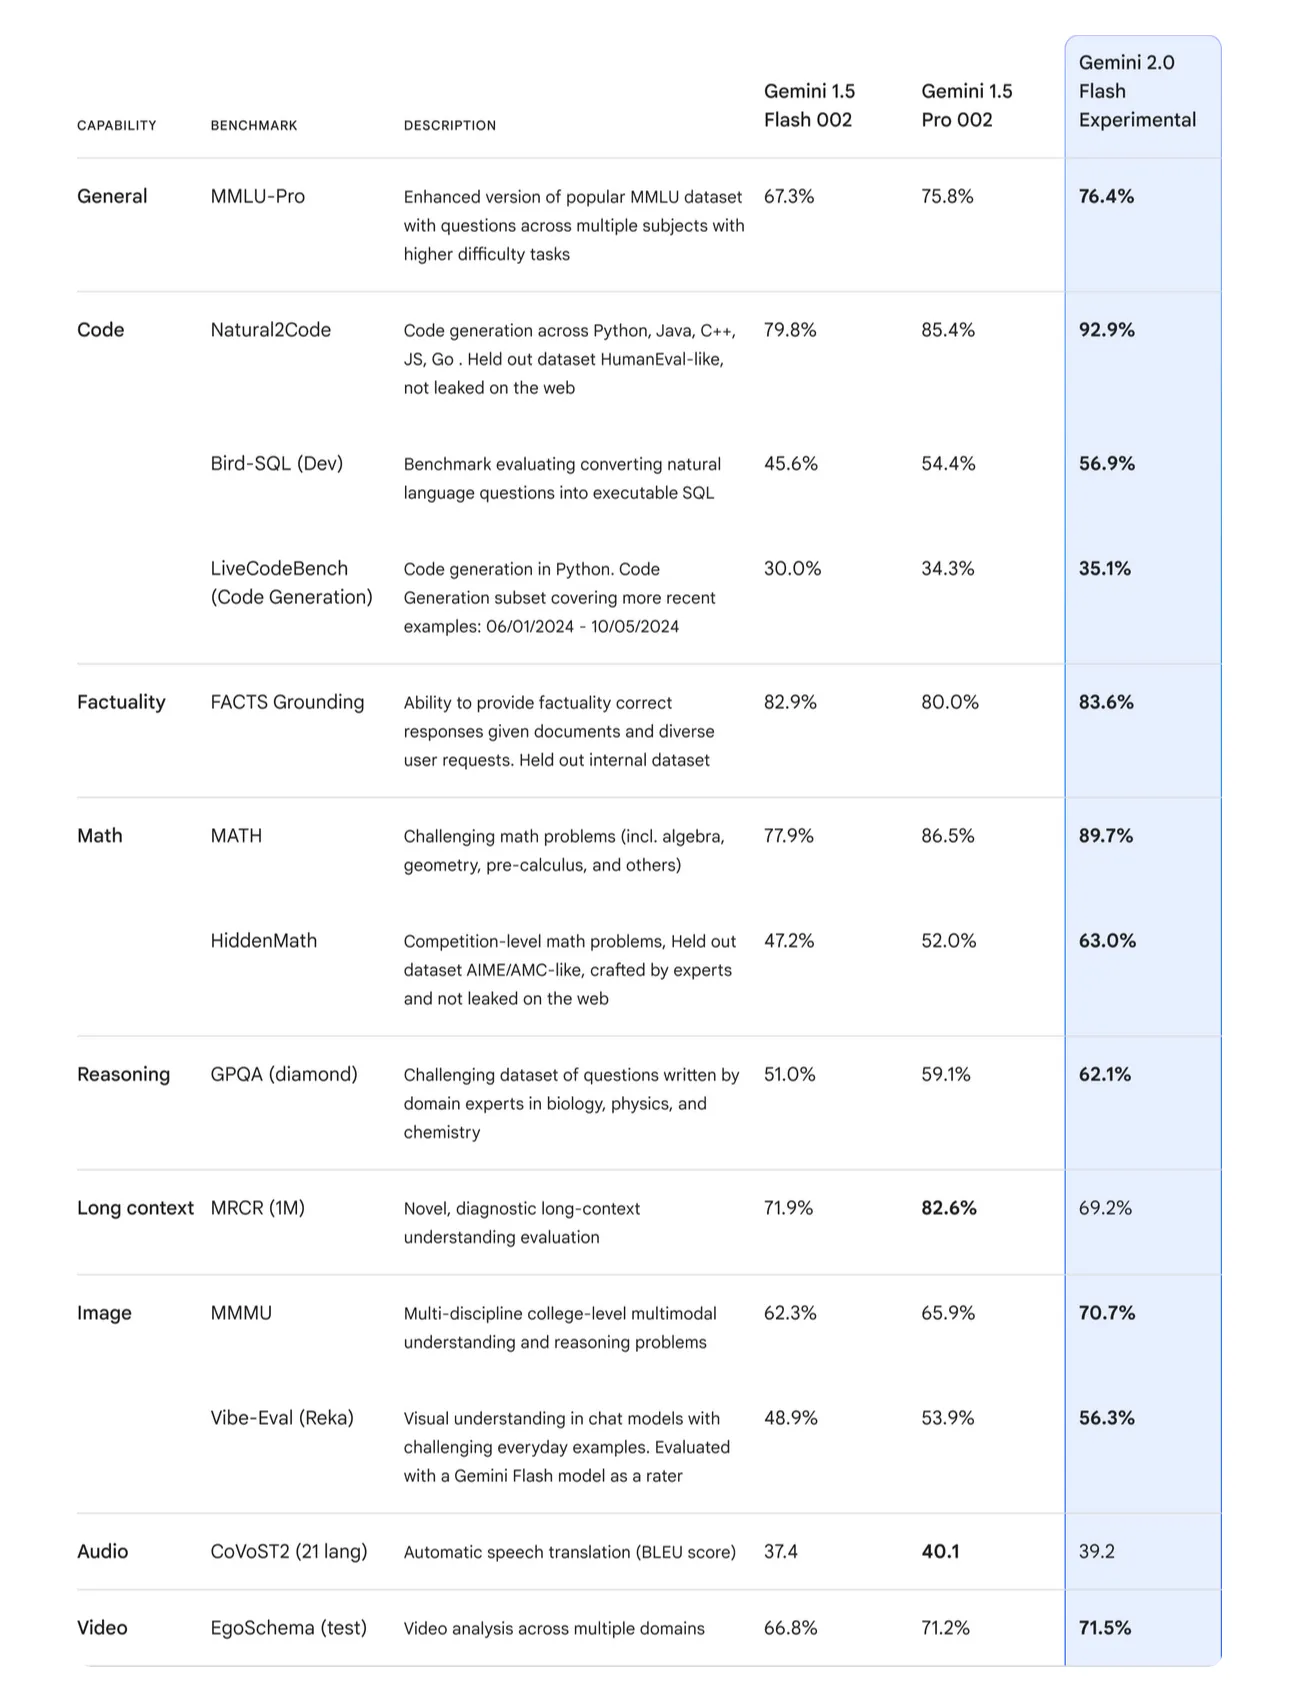 Gemini 2.0
Gemini 1.5 Gemini 1.5 Flash
CAPABILITY BENCHMARK DESCRIPTION Flash 002 Pro 002 Experimental
General MMLU-Pro Enhanced version of popular MMLU dataset 67.3% 75.8% 76.4%
with questions across multiple subjects with
higher difficulty tasks
Code Natural2Code Code generation across Python, Java, C++, 79.8% 85.4% 92.9%
JS, Go . Held out dataset HumanEval-like,
not leaked on the web
Bird-SQL (Dev) Benchmark evaluating converting natural 45.6% 54.4% 56.9%
language questions into executable SQL
LiveCodeBench Code generation in Python. Code 30.0% 34.3% 35.1%
(Code Generation) Generation subset covering more recent
examples: 06/01/2024 - 10/05/2024
Factuality FACTS Grounding Ability to provide factuality correct 82.9% 80.0% 83.6%
responses given documents and diverse
user requests. Held out internal dataset
Math MATH Challenging math problems (incl. algebra, 77.9% 86.5% 89.7%
geometry, pre-calculus, and others)
HiddenMath Competition-level math problems, Held out 47.2% 52.0% 63.0%
dataset AIME/AMC-like, crafted by experts
and not leaked on the web
Reasoning GPQA (diamond) Challenging dataset of questions written by 51.0% 59.1% 62.1%
domain experts in biology, physics, and
chemistry
Long context MRCR (1M) Novel, diagnostic long-context 71.9% 82.6% 69.2%
understanding evaluation
Image MMMU Multi-discipline college-level multimodal 62.3% 65.9% 70.7%
understanding and reasoning problems
Vibe-Eval (Reka) Visual understanding in chat models with 48.9% 53.9% 56.3%
challenging everyday examples. Evaluated
with a Gemini Flash model as a rater
Audio CoVoST2 (21 lang) Automatic speech translation (BLEU score) 37.4 40.1 39.2
Video EgoSchema (test) Video analysis across multiple domains 66.8% 71.2% 71.5%